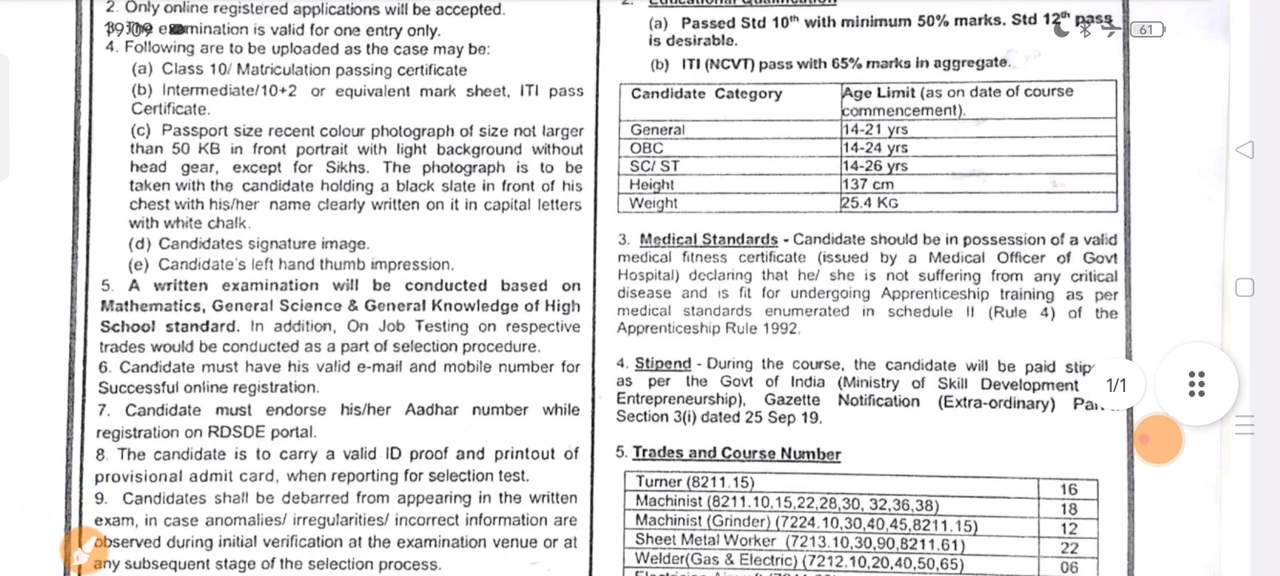 2. Only online registered applications will be accepted.
examination is valid for one entry only.
4. Following are to be uploaded as the case may be:
(a) Class 10/ Matriculation passing certificate
(b) Intermediate/10+2 or equivalent mark sheet, ITI pass
Certificate.
(c) Passport size recent colour photograph of size not larger
than 50 KB in front portrait with light background without
head gear, except for Sikhs. The photograph is to be
taken with the candidate holding a black slate in front of his
chest with his/her name clearly written on it in capital letters
with white chalk.
(d) Candidates signature image.
(e) Candidate's left hand thumb impression.
5. A written examination will be conducted based on
Mathematics, General Science & General Knowledge of High
School standard. In addition, On Job Testing on respective
trades would be conducted as a part of selection procedure.
6. Candidate must have his valid e-mail and mobile number for
Successful online registration.
7. Candidate must endorse his/her Aadhar number while
registration on RDSDE portal.
8. The candidate is to carry a valid ID proof and printout of
provisional admit card, when reporting for selection test.
9. Candidates shall be debarred from appearing in the written
exam, in case anomalies/ irregularities/ incorrect information are
observed during initial verification at the examination venue or at
any subsequent stage of the selection process.
(a) Passed Std 10th with minimum 50% marks. Std 12th pass
is desirable.
(b) ITI (NCVT) pass with 65% marks in aggregate.
Candidate Category Age Limit (as on date of course
commencement).
General 14-21 yrs
OBC 14-24 yrs
SC/ ST 14-26 yrs
Height 137 cm
Weight 25.4 KG
3. Medical Standards - Candidate should be in possession of a valid
medical fitness certificate (issued by a Medical Officer of Govt
Hospital) declaring that he/ she is not suffering from any critical
disease and is fit for undergoing Apprenticeship training as per
medical standards enumerated in schedule II (Rule 4) of the
Apprenticeship Rule 1992.
4. Stipend - During the course, the candidate will be paid stip
as per the Govt of India (Ministry of Skill Development
Entrepreneurship), Gazette Notification (Extra-ordinary)
Section 3(i) dated 25 Sep 19.
5. Trades and Course Number
Turner (8211.15) 16
Machinist (8211.10,15,22,28,30, 32,36,38) 18
Machinist (Grinder) (7224.10,30,40,45,8211.15) 12
Sheet Metal Worker (7213.10,30,90,8211.61) 22
Welder(Gas & Electric) (7212.10,20,40,50,65) 06
61
1/1